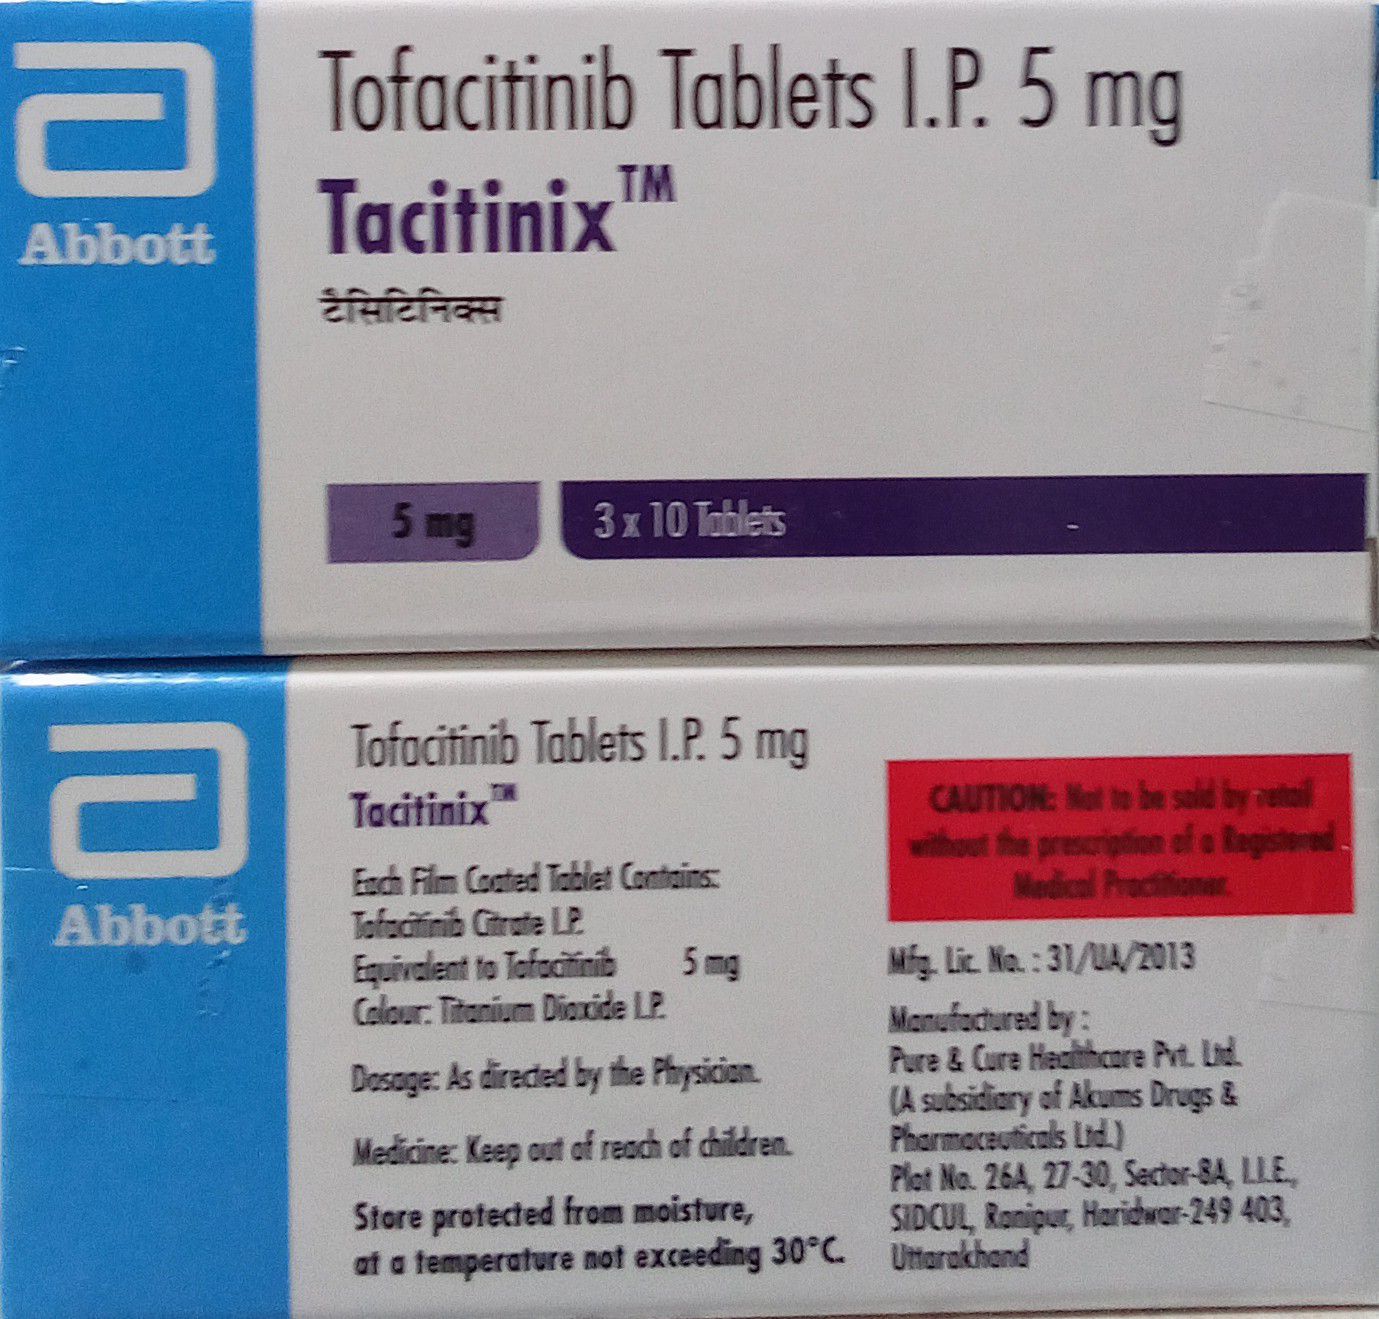 Abbott
Tofacitinib Tablets I.P. 5 mg
Tacitinix™
टैसिटिनिक्स
5 mg
3 x 10 Tablets
Abbott
Tofacitinib Tablets I.P. 5 mg
Tacitinix™
Each Film Coated Tablet Contains:
Tofacitinib Citrate I.P.
Equivalent to Tofacitinib 5 mg
Colour: Titanium Dioxide I.P.
Dosage: As directed by the Physician.
Medicine: Keep out of reach of children.
Store protected from moisture,
at a temperature not exceeding 30°C.
CAUTION: Not to be sold by retail
without the prescription of a Registered
Medical Practitioner.
Mfg. Lic. No. : 31/UA/2013
Manufactured by :
Pure & Cure Healthcare Pvt. Ltd.
(A subsidiary of Akums Drugs &
Pharmaceuticals Ltd.)
Plot No. 26A, 27-30, Sector-8A, I.I.E.,
SIDCUL, Ranipur, Haridwar-249 403,
Uttarakhand